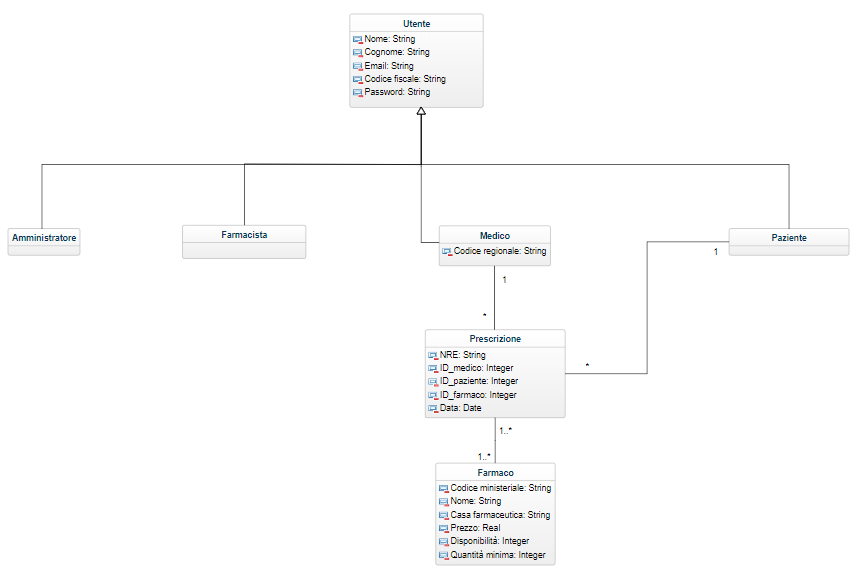 Utente
Nome: String
Cognome: String
Email: String
Codice fiscale: String
Password: String
Amministratore
Farmacista
Medico
Codice regionale: String
Paziente
1
1
*
Prescrizione
NRE: String
ID_medico: Integer
ID_paziente: Integer
ID_farmaco: Integer
Data: Date
*
1..*
1..*
Farmaco
Codice ministeriale: String
Nome: String
Casa farmaceutica: String
Prezzo: Real
Disponibilità: Integer
Quantità minima: Integer